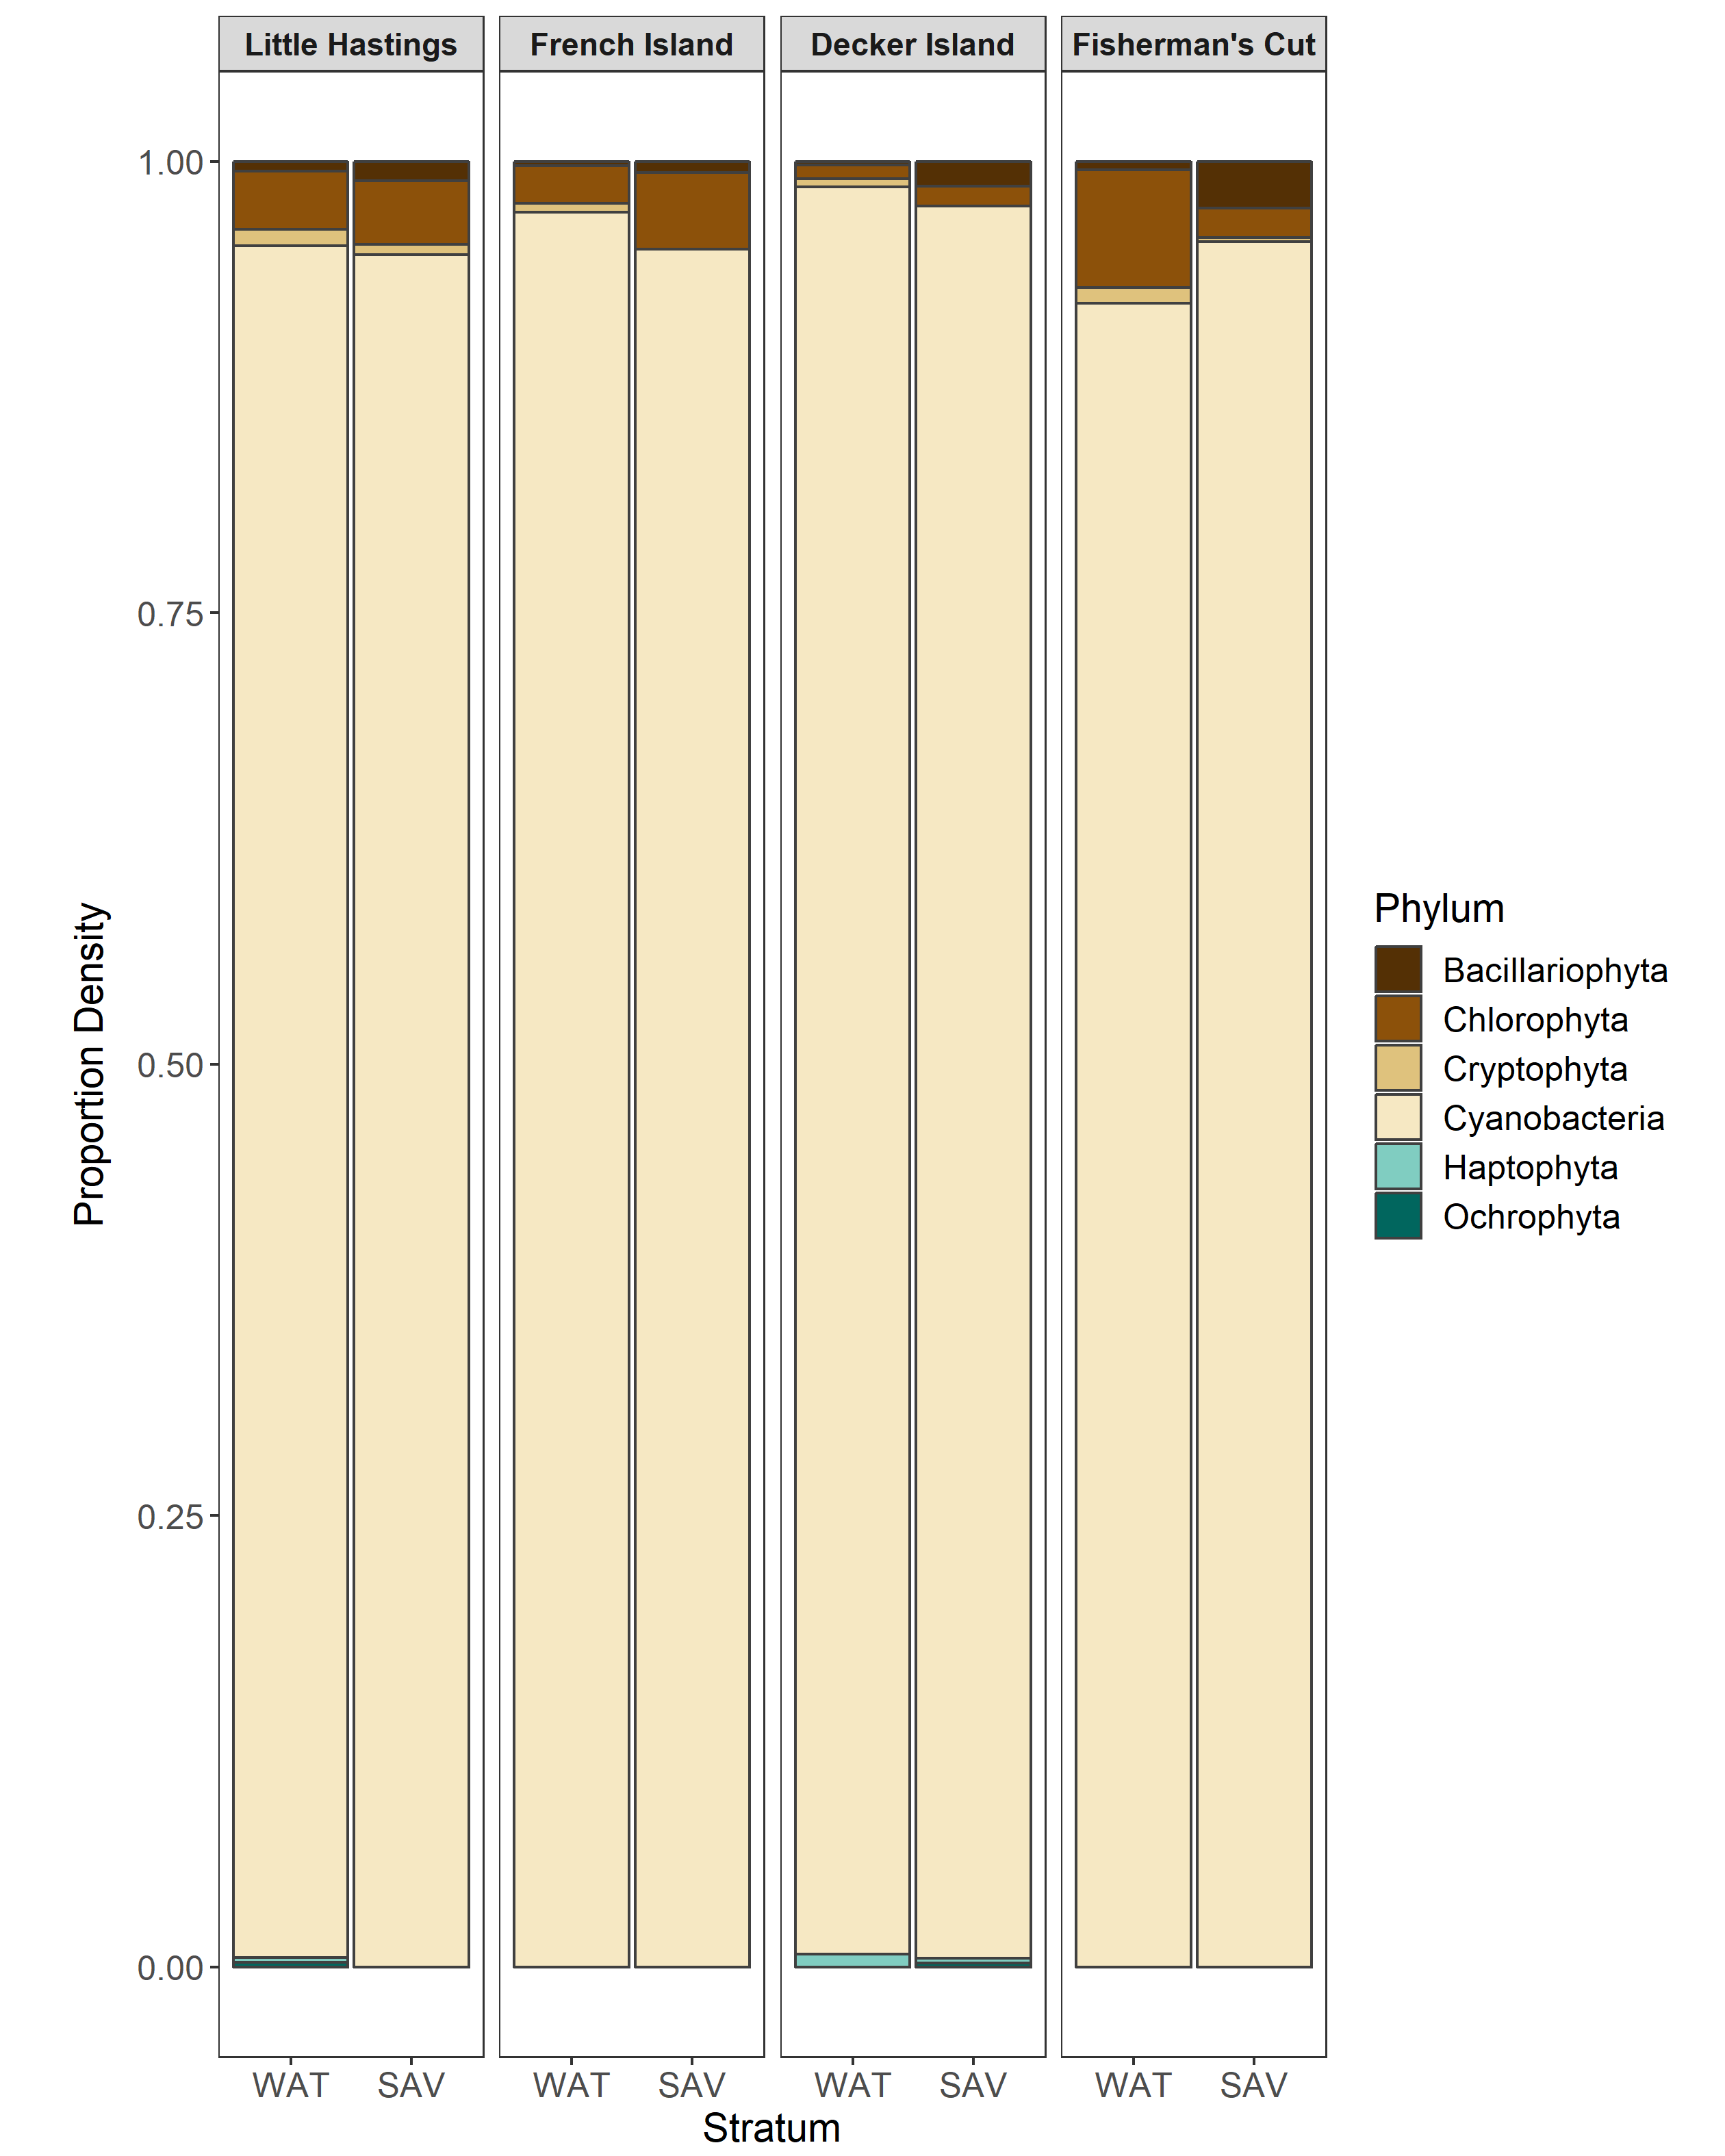 Little Hastings French Island Decker Island Fisherman's Cut
1.00
0.75
0.50
0.25
0.00
Proportion Density
WAT SAV WAT SAV WAT SAV WAT SAV
Stratum
Phylum
Bacillariophyta
Chlorophyta
Cryptophyta
Cyanobacteria
Haptophyta
Ochrophyta